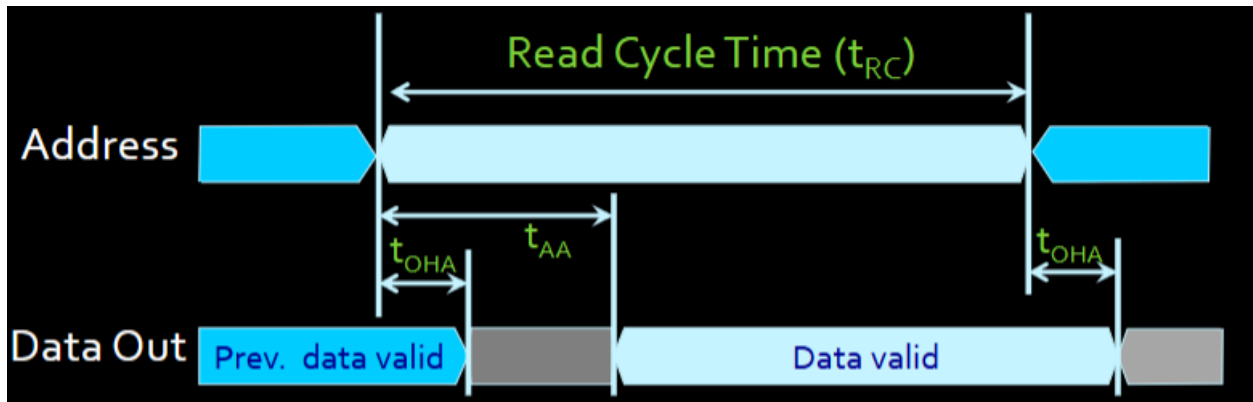 Read Cycle Time (tRC)
Address
tAA
tOHA
tOHA
Data Out
Prev. data valid
Data valid